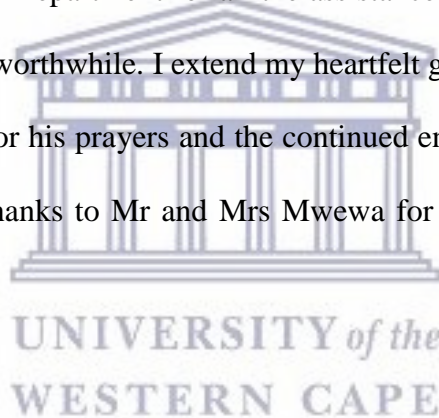 worthwhile. I extend my heartfelt g
or his prayers and the continued en
hanks to Mr and Mrs Mwewa for
UNIVERSITY of the
WESTERN CAPE